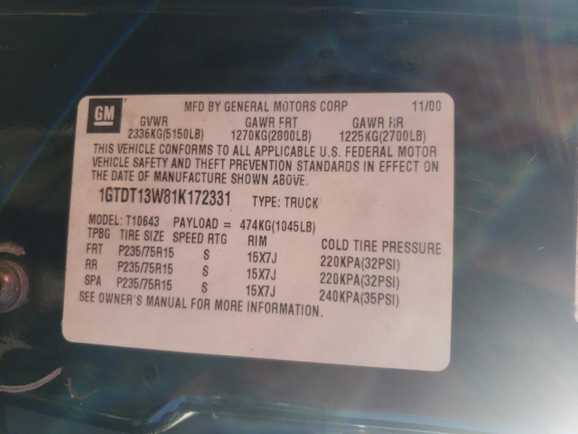 GM
MFD BY GENERAL MOTORS CORP 11/00
GVWR GAWR FRT GAWR RR
2336KG(5150LB) 1270KG(2800LB) 1225KG(2700LB)
THIS VEHICLE CONFORMS TO ALL APPLICABLE U.S. FEDERAL MOTOR
VEHICLE SAFETY AND THEFT PREVENTION STANDARDS IN EFFECT ON
THE DATE OF MANUFACTURE SHOWN ABOVE.
1GTDT13W81K172331 TYPE: TRUCK
MODEL: T10643 PAYLOAD = 474KG(1045LB)
TPBG TIRE SIZE SPEED RTG RIM COLD TIRE PRESSURE
FRT P235/75R15 S 15X7J 220KPA(32PSI)
RR P235/75R15 S 15X7J 220KPA(32PSI)
SPA P235/75R15 S 15X7J 240KPA(35PSI)
SEE OWNER'S MANUAL FOR MORE INFORMATION.